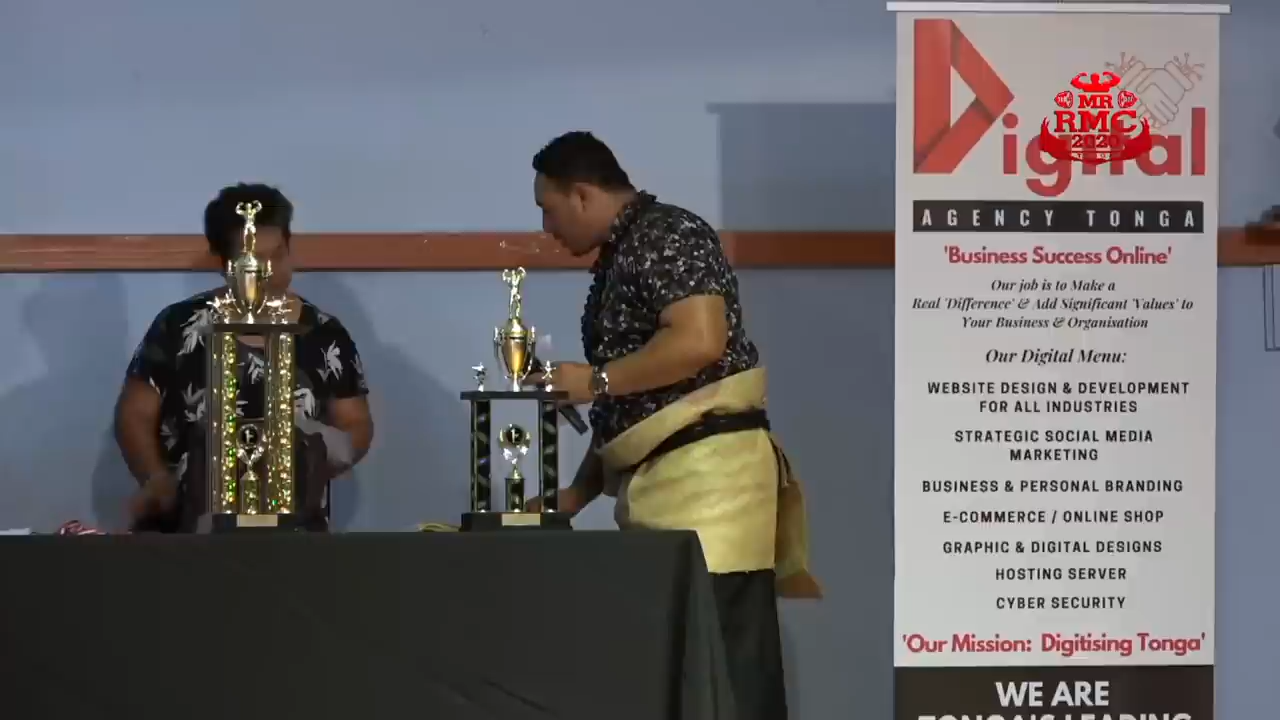 Digital
MR
RMC
2020
AGENCY TONGA
'Business Success Online'
Our job is to Make a
Real 'Difference' & Add Significant 'Values' to
Your Business & Organisation
Our Digital Menu:
WEBSITE DESIGN & DEVELOPMENT
FOR ALL INDUSTRIES
STRATEGIC SOCIAL MEDIA
MARKETING
BUSINESS & PERSONAL BRANDING
E-COMMERCE / ONLINE SHOP
GRAPHIC & DIGITAL DESIGNS
HOSTING SERVER
CYBER SECURITY
'Our Mission: Digitising Tonga'
WE ARE
TONGA'S LEADING